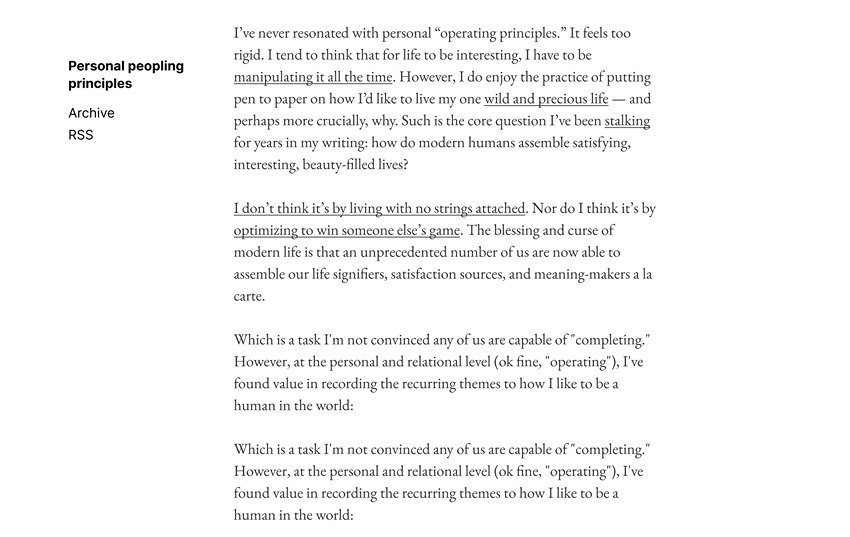 Personal peopling
principles
Archive
RSS
I’ve never resonated with personal “operating principles.” It feels too
rigid. I tend to think that for life to be interesting, I have to be
manipulating it all the time. However, I do enjoy the practice of putting
pen to paper on how I’d like to live my one wild and precious life — and
perhaps more crucially, why. Such is the core question I’ve been stalking
for years in my writing: how do modern humans assemble satisfying,
interesting, beauty-filled lives?
I don’t think it’s by living with no strings attached. Nor do I think it’s by
optimizing to win someone else’s game. The blessing and curse of
modern life is that an unprecedented number of us are now able to
assemble our life signifiers, satisfaction sources, and meaning-makers a la
carte.
Which is a task I'm not convinced any of us are capable of "completing."
However, at the personal and relational level (ok fine, "operating"), I've
found value in recording the recurring themes to how I like to be a
human in the world:
Which is a task I'm not convinced any of us are capable of "completing."
However, at the personal and relational level (ok fine, "operating"), I've
found value in recording the recurring themes to how I like to be a
human in the world: